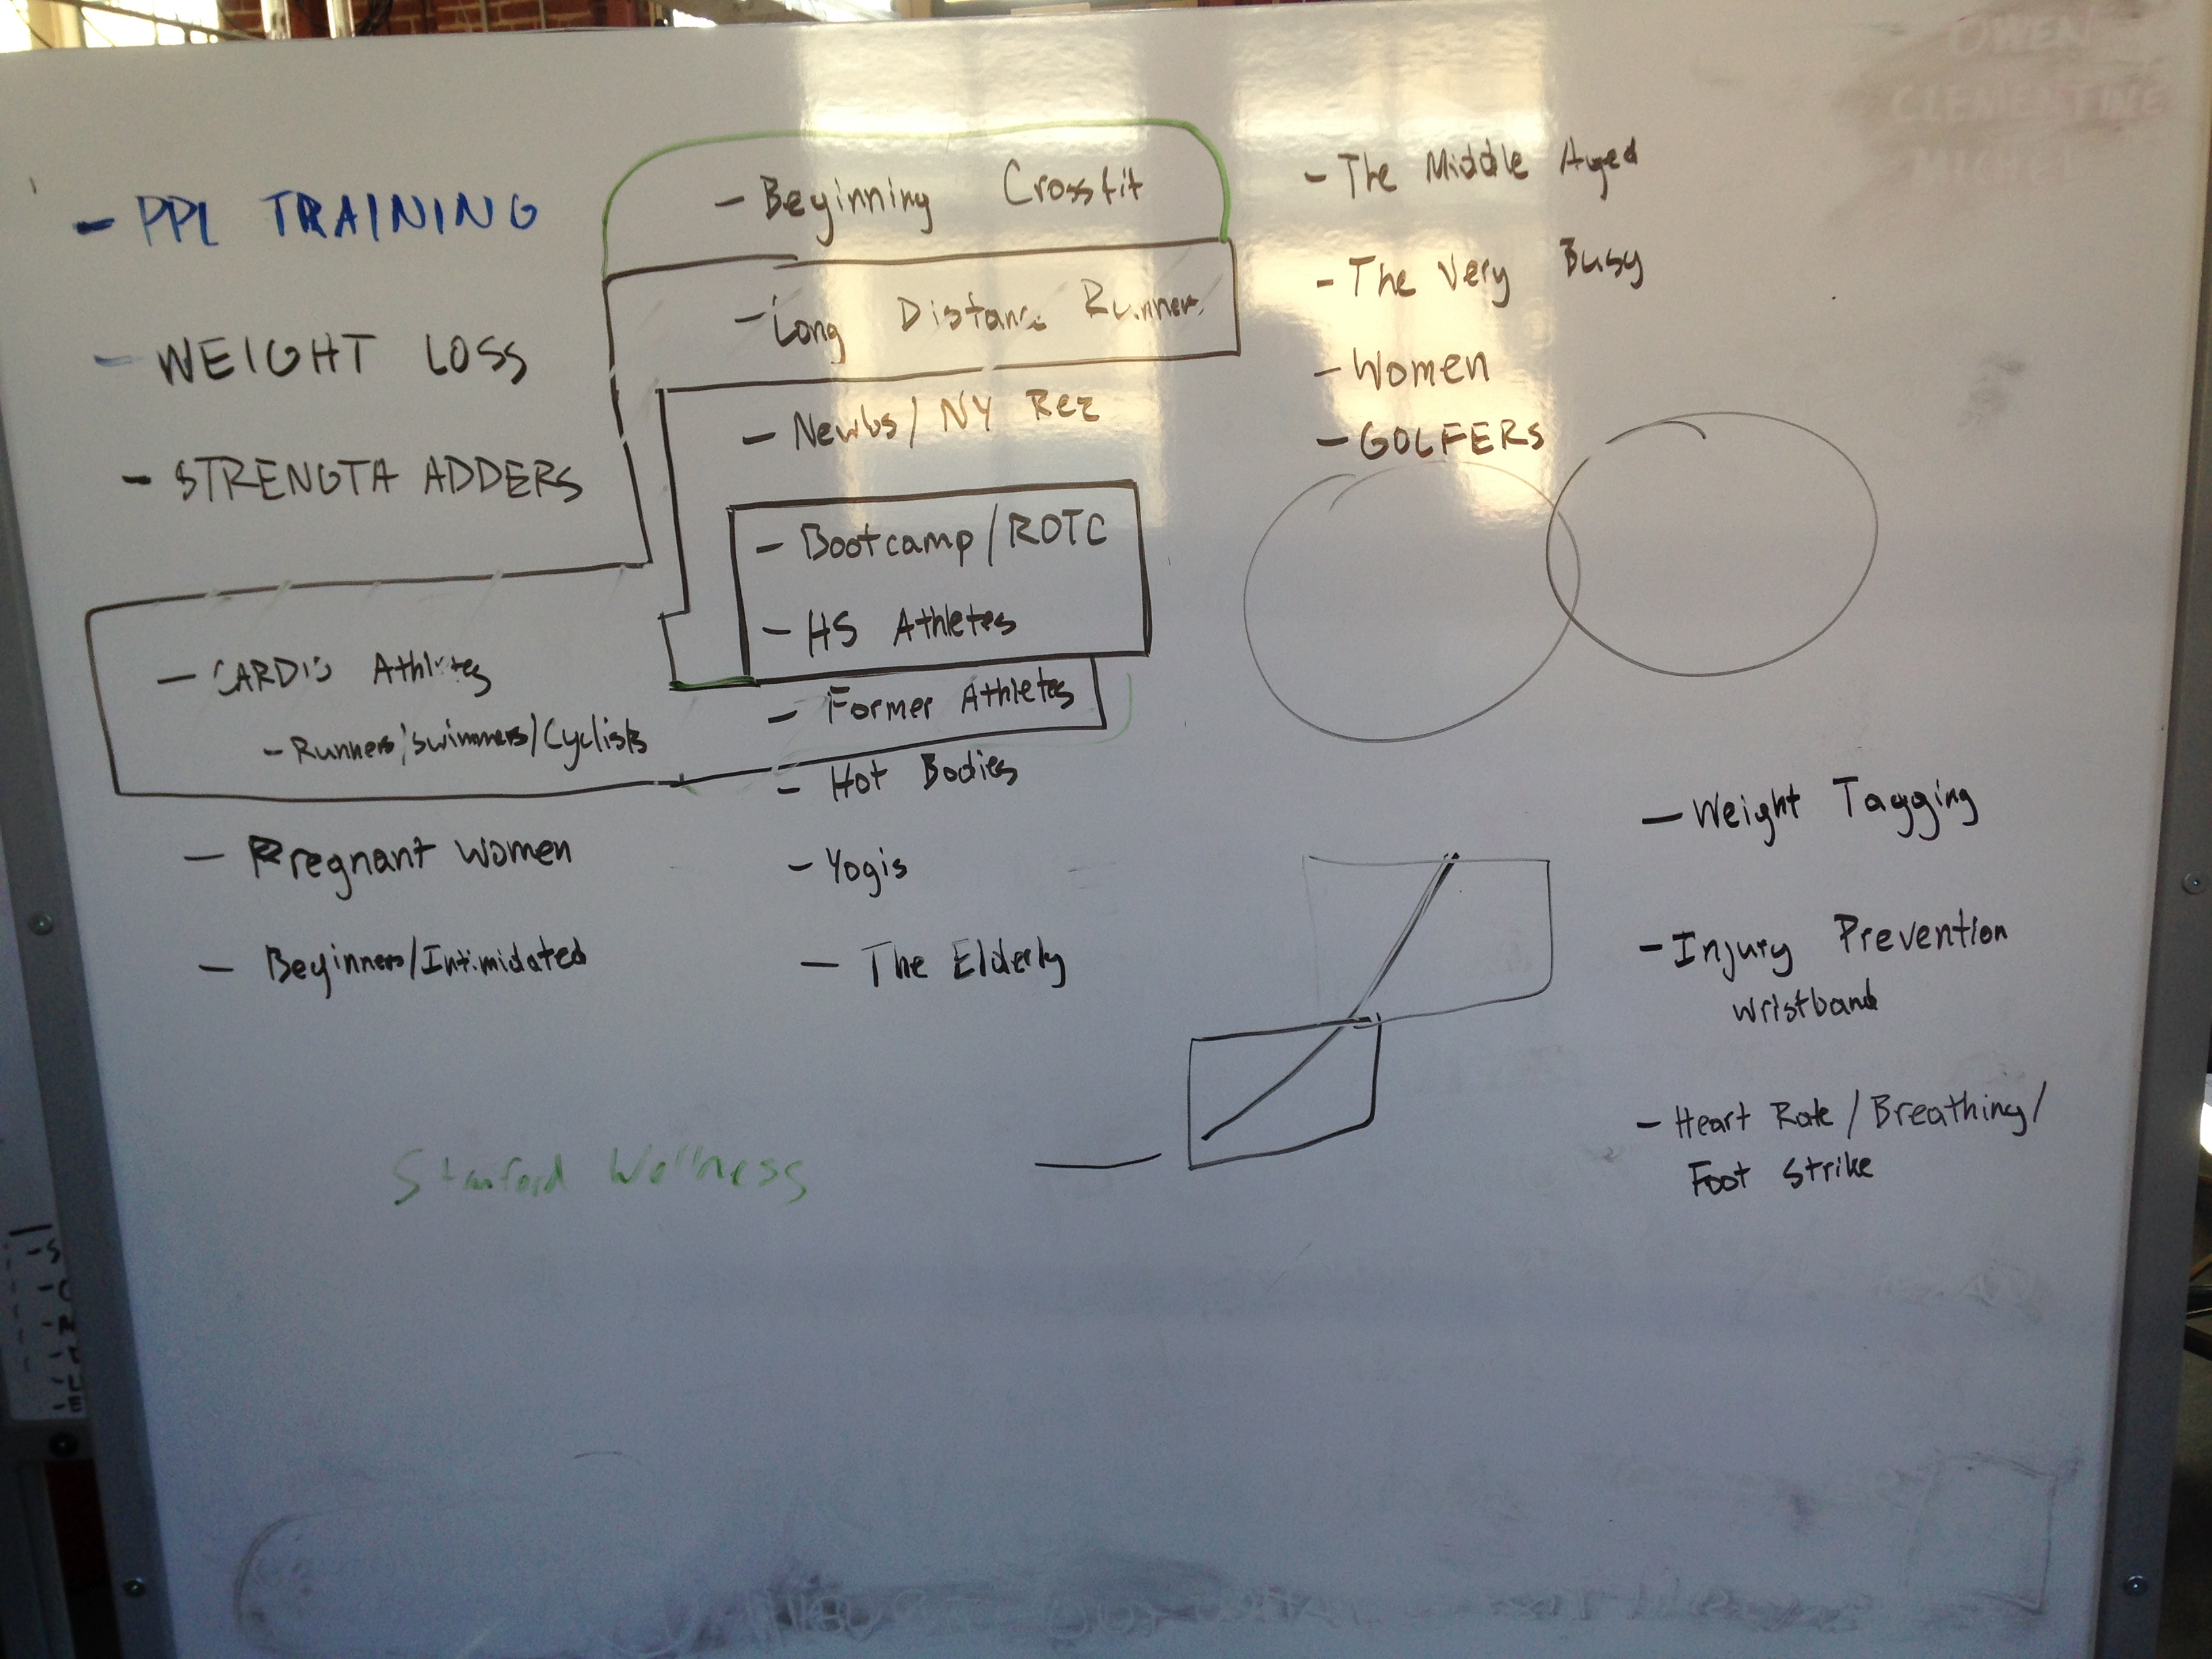 - PPL TRAINING
- WEIGHT LOSS
- STRENGTH ADDERS
- CARDIO Athletes
- Runners/Swimmers/Cyclists
- Pregnant Women
- Beginners/Intimidated
- Beginning Crossfit
- Long Distance Runners
- Newbs/ NY Rez
- Bootcamp/ROTC
- HS Athletes
- Former Athletes
- Hot Bodies
- Yogis
- The Elderly
- The Middle Aged
- The Very Busy
- Women
- GOLFERS
- Weight Tagging
- Injury Prevention
wristband
- Heart Rate / Breathing/
Foot Strike
Stanford Wellness
OWEN
CLEMENTINE